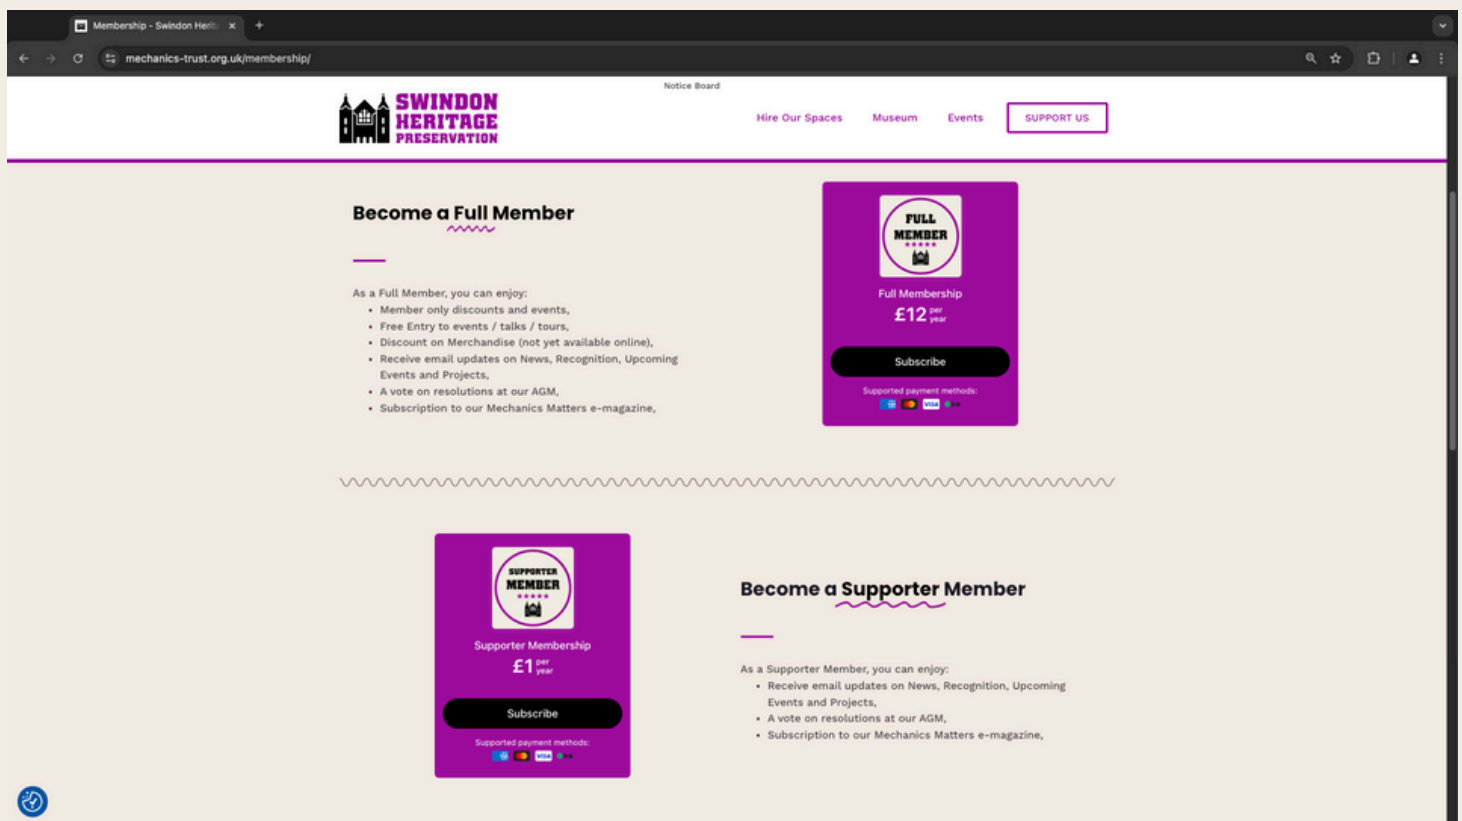 Membership - Swindon Herit
mechanics-trust.org.uk/membership/
Notice Board
SWINDON
HERITAGE
PRESERVATION
Hire Our Spaces
Museum
Events
SUPPORT US
Become a Full Member
As a Full Member, you can enjoy:
• Member only discounts and events,
• Free Entry to events / talks / tours,
• Discount on Merchandise (not yet available online),
• Receive email updates on News, Recognition, Upcoming
Events and Projects,
• A vote on resolutions at our AGM,
• Subscription to our Mechanics Matters e-magazine,
FULL
MEMBER
Full Membership
£12 per
year
Subscribe
Supported payment methods:
VISA
SUPPORTER
MEMBER
Supporter Membership
£1 per
year
Subscribe
Supported payment methods:
VISA
Become a Supporter Member
As a Supporter Member, you can enjoy:
• Receive email updates on News, Recognition, Upcoming
Events and Projects,
• A vote on resolutions at our AGM,
• Subscription to our Mechanics Matters e-magazine,